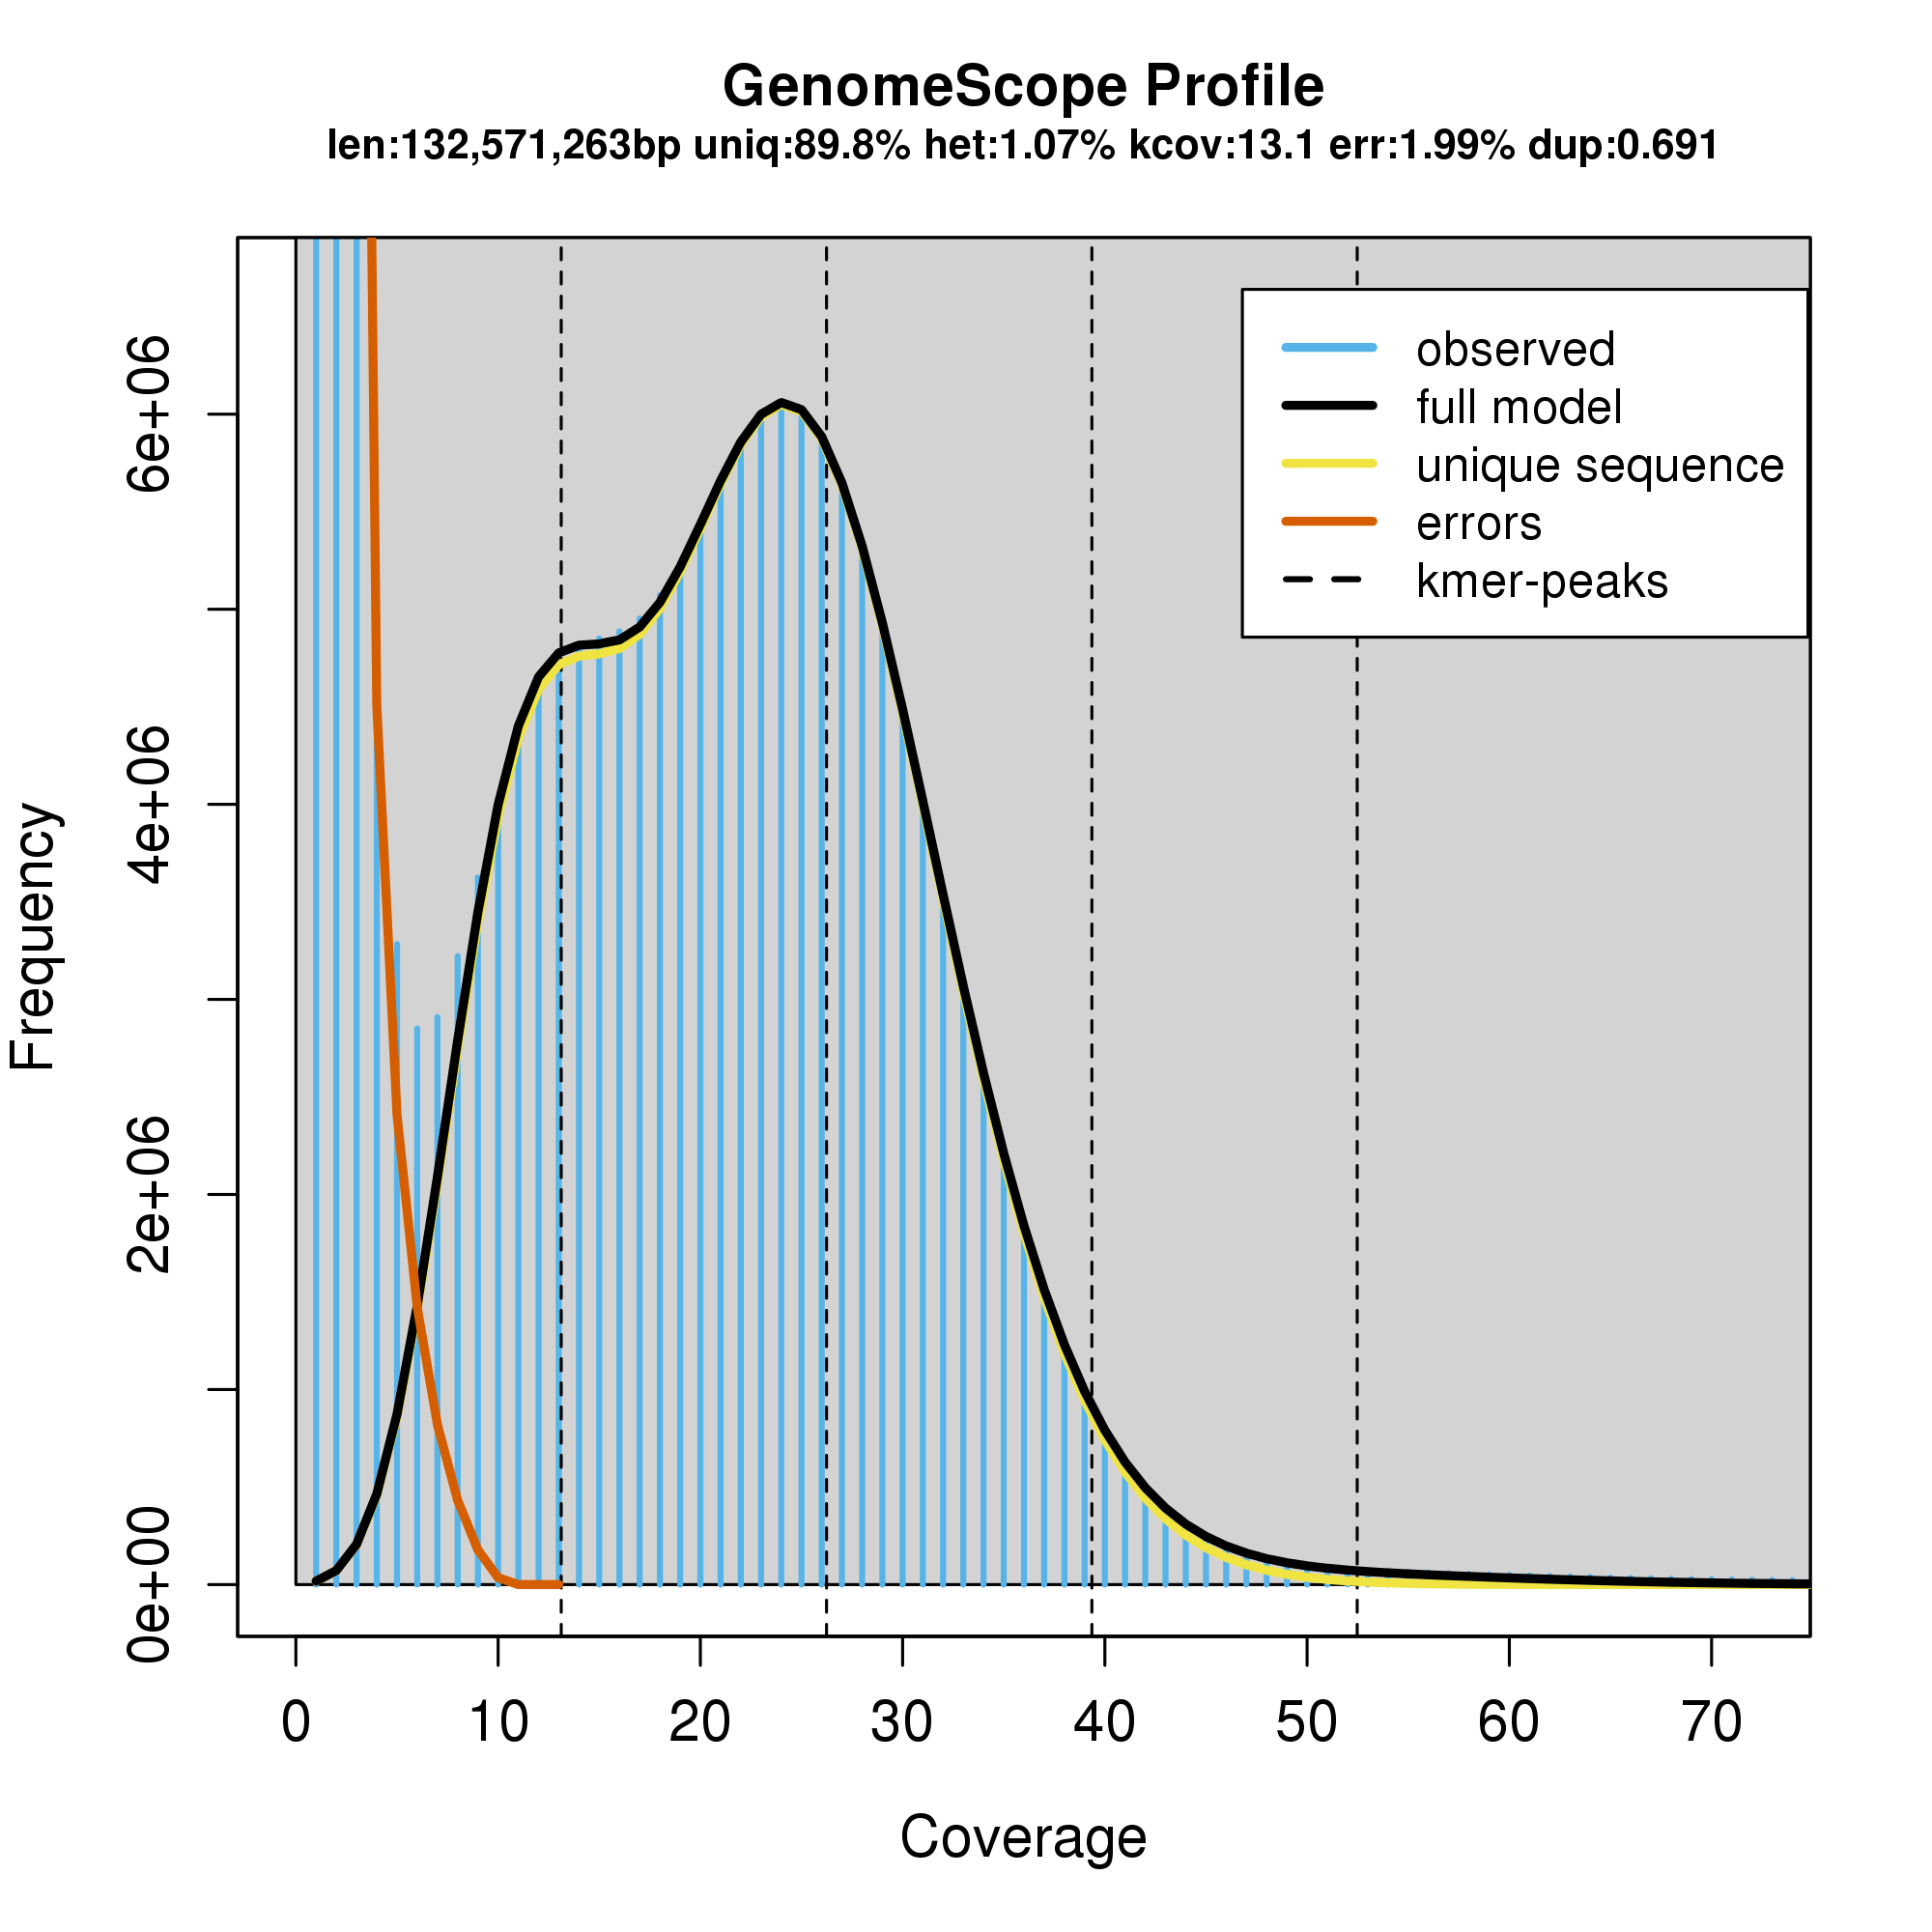 GenomeScope Profile
len:132,571,263bp uniq:89.8% het:1.07% kcov:13.1 err:1.99% dup:0.691
observed
full model
unique sequence
errors
kmer-peaks
Frequency
6e+06
4e+06
2e+06
0e+00
0 10 20 30 40 50 60 70
Coverage